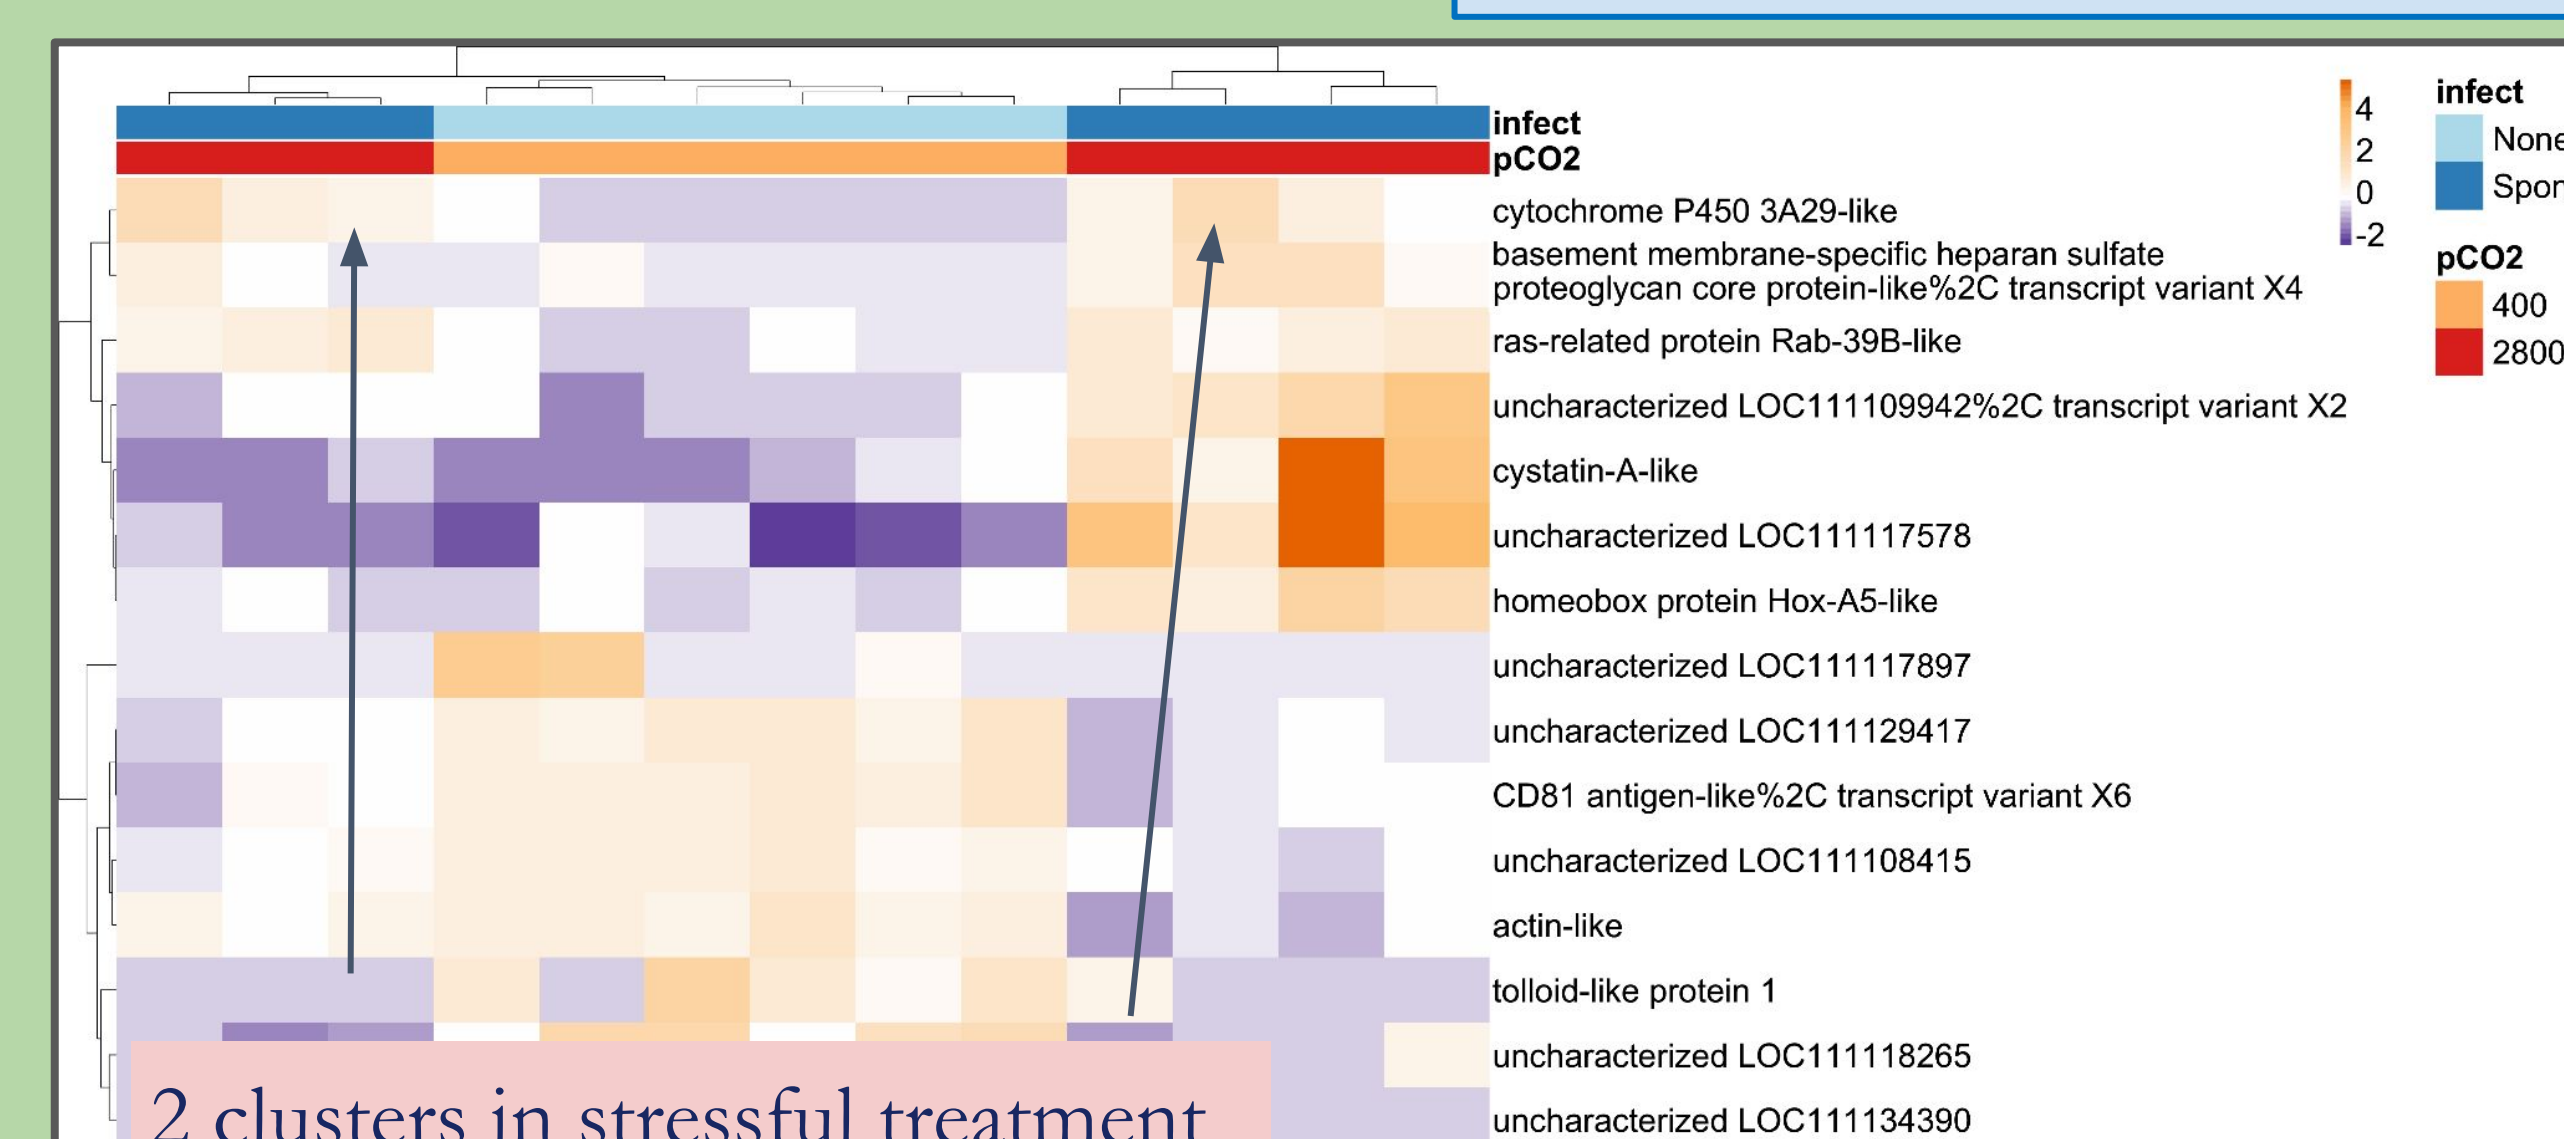 infect
pCO2
cytochrome P450 3A29-like
basement membrane-specific heparan sulfate
proteoglycan core protein-like%2C transcript variant X4
ras-related protein Rab-39B-like
uncharacterized LOC111109942%2C transcript variant X2
cystatin-A-like
uncharacterized LOC111117578
homeobox protein Hox-A5-like
uncharacterized LOC111117897
uncharacterized LOC111129417
CD81 antigen-like%2C transcript variant X6
uncharacterized LOC111108415
actin-like
tolloid-like protein 1
uncharacterized LOC111118265
uncharacterized LOC111134390
4
2
0
-2
infect
None
Spon
pCO2
400
2800
2 clusters in stressful treatment